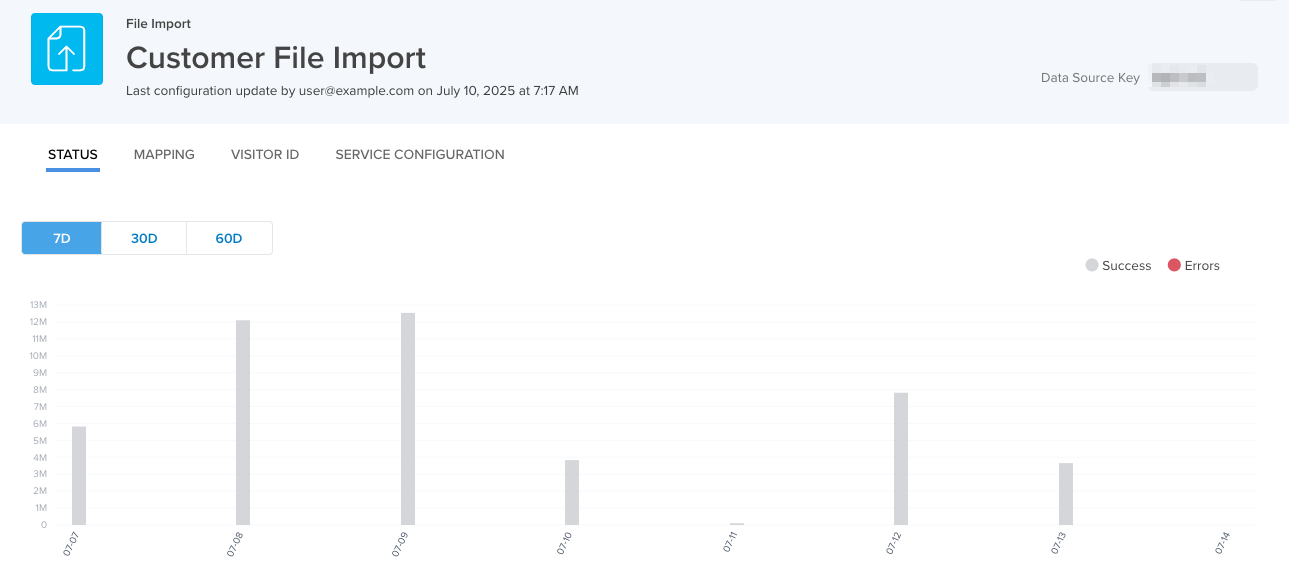 File Import
Customer File Import
Last configuration update by user@example.com on July 10, 2025 at 7:17 AM
Data Source Key
STATUS MAPPING VISITOR ID SERVICE CONFIGURATION
7D 30D 60D
Success Errors
13M
12M
11M
10M
9M
8M
7M
6M
5M
4M
3M
2M
1M
0
07-07 07-08 07-09 07-10 07-11 07-12 07-13 07-14